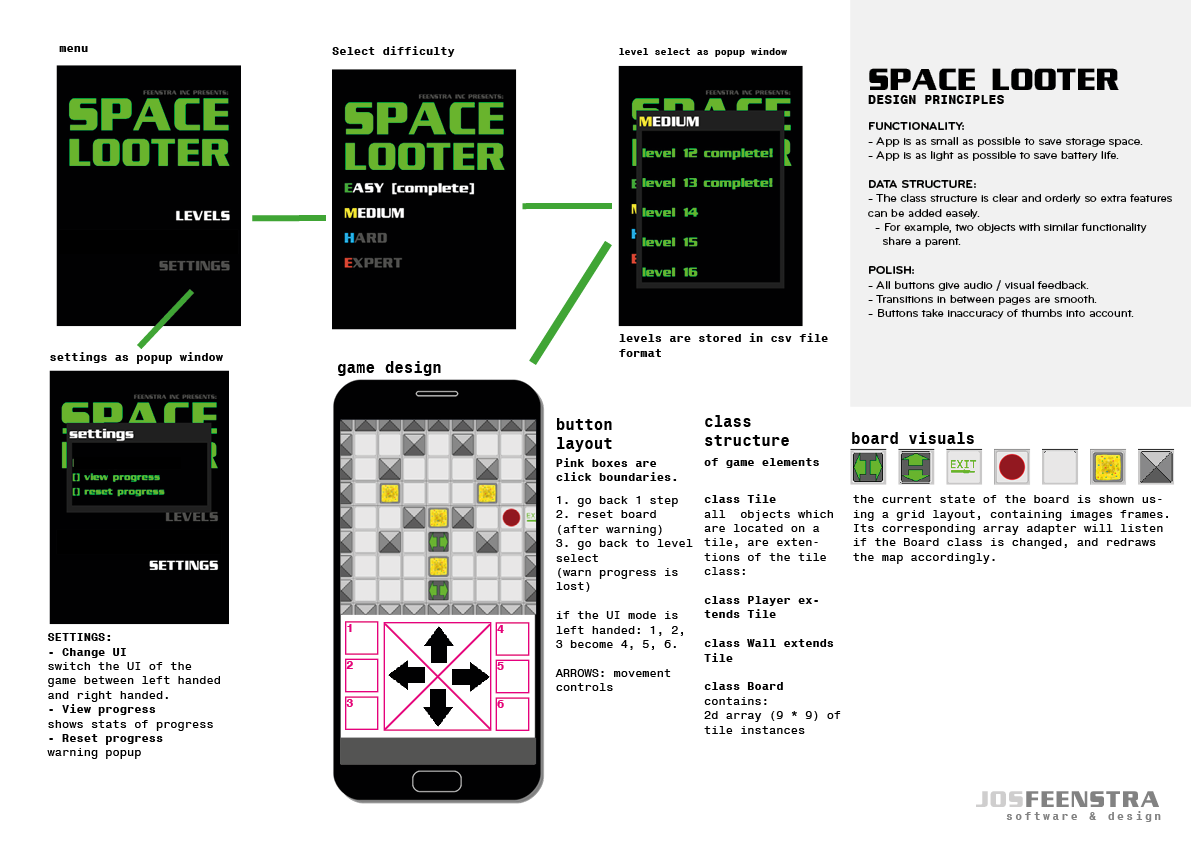 menu
FEENSTRA INC PRESENTS:
SPACE
LOOTER
LEVELS
SETTINGS
Select difficulty
FEENSTRA INC PRESENTS:
SPACE
LOOTER
EASY [complete]
MEDIUM
HARD
EXPERT
level select as popup window
FEENSTRA INC PRESENTS:
MEDIUM
level 12 complete!
level 13 complete!
level 14
level 15
level 16
levels are stored in csv file
format
SPACE LOOTER
DESIGN PRINCIPLES
FUNCTIONALITY:
- App is as small as possible to save storage space.
- App is as light as possible to save battery life.
DATA STRUCTURE:
- The class structure is clear and orderly so extra features
can be added easely.
- For example, two objects with similar functionality
share a parent.
POLISH:
- All buttons give audio / visual feedback.
- Transitions in between pages are smooth.
- Buttons take inaccuracy of thumbs into account.
settings as popup window
FEENSTRA INC PRESENTS:
SPACE
settings
[] view progress
[] reset progress
LEVELS
SETTINGS
SETTINGS:
- Change UI
switch the UI of the
game between left handed
and right handed.
- View progress
shows stats of progress
- Reset progress
warning popup
game design
EX
1
2
3
4
5
6
button
layout
Pink boxes are
click boundaries.
1. go back 1 step
2. reset board
(after warning)
3. go back to level
select
(warn progress is
lost)
if the UI mode is
left handed: 1, 2,
3 become 4, 5, 6.
ARROWS: movement
controls
class
structure
of game elements
class Tile
all  objects which
are located on a
tile, are exten-
tions of the tile
class:
class Player ex-
tends Tile
class Wall extends
Tile
class Board
contains:
2d array (9 * 9) of
tile instances
board visuals
EXIT
the current state of the board is shown us-
ing a grid layout, containing images frames.
Its corresponding array adapter will listen
if the Board class is changed, and redraws
the map accordingly.
JOSFEENSTRA
software & design